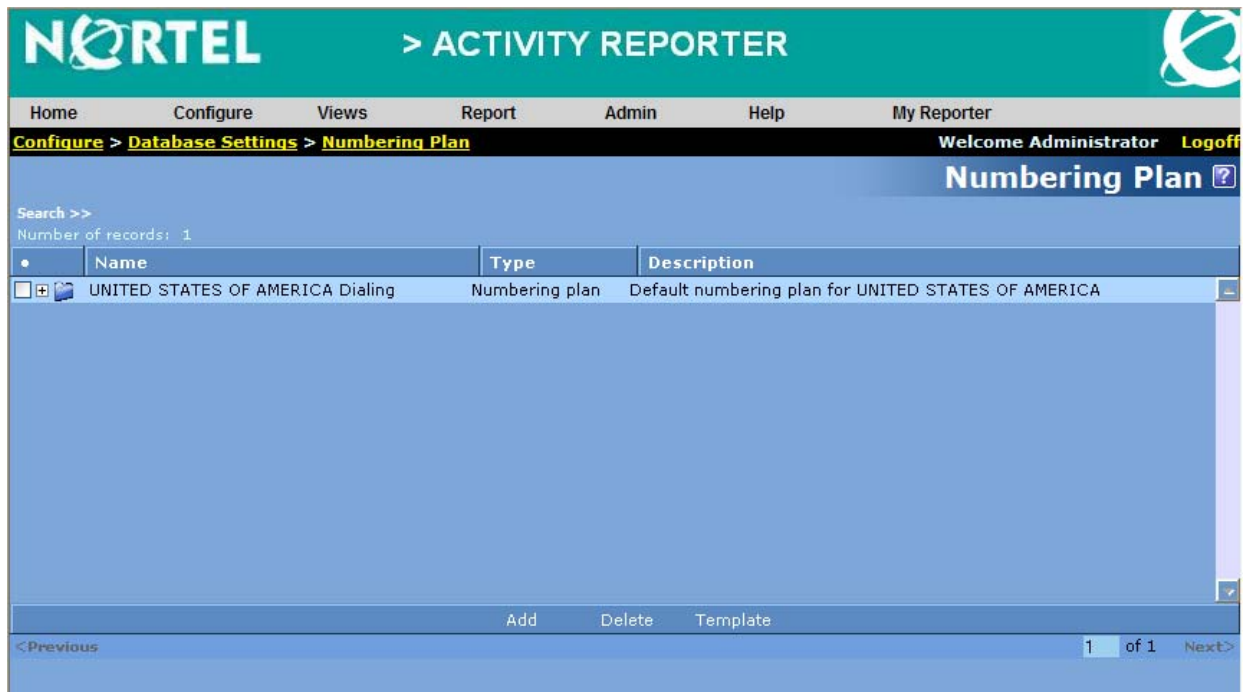 NORTEL > ACTIVITY REPORTER
Home Configure Views Report Admin Help My Reporter
Configure > Database Settings > Numbering Plan Welcome Administrator Logoff
Numbering Plan ?
Search >>
Number of records: 1
Name Type Description
UNITED STATES OF AMERICA Dialing Numbering plan Default numbering plan for UNITED STATES OF AMERICA
Add Delete Template
<Previous 1 of 1 Next>